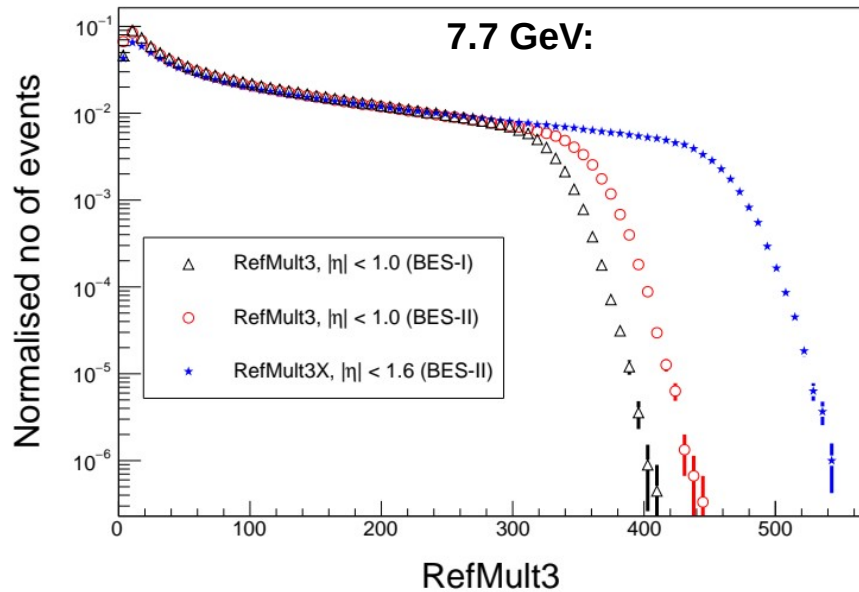 7.7 GeV:
Normalised no of events
10⁻¹
10⁻²
10⁻³
10⁻⁴
10⁻⁵
10⁻⁶
RefMult3, |η| < 1.0 (BES-I)
RefMult3, |η| < 1.0 (BES-II)
RefMult3X, |η| < 1.6 (BES-II)
0 100 200 300 400 500
RefMult3